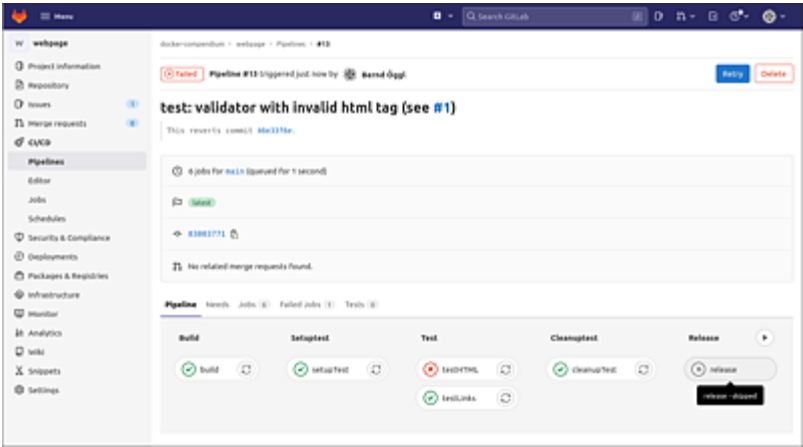 Menu
Search GitLab
W webpage
docker-compendium > webpage > Pipelines > #13
Project information
Repository
Issues
Merge requests
CI/CD
Pipelines
Editor
Jobs
Schedules
Security & Compliance
Deployments
Packages & Registries
Infrastructure
Monitor
Analytics
Wiki
Snippets
Settings
Failed Pipeline #13 triggered just now by Bernd Öggl
Retry Delete
test: validator with invalid html tag (see #1)
This reverts commit
6 jobs for main (queued for 1 second)
latest
83803771
No related merge requests found.
Pipeline Needs Jobs 6 Failed Jobs 1 Tests 0
Build Setuptest Test Cleanuptest Release
build setupTest testHTML cleanupTest release
testLinks
release - skipped